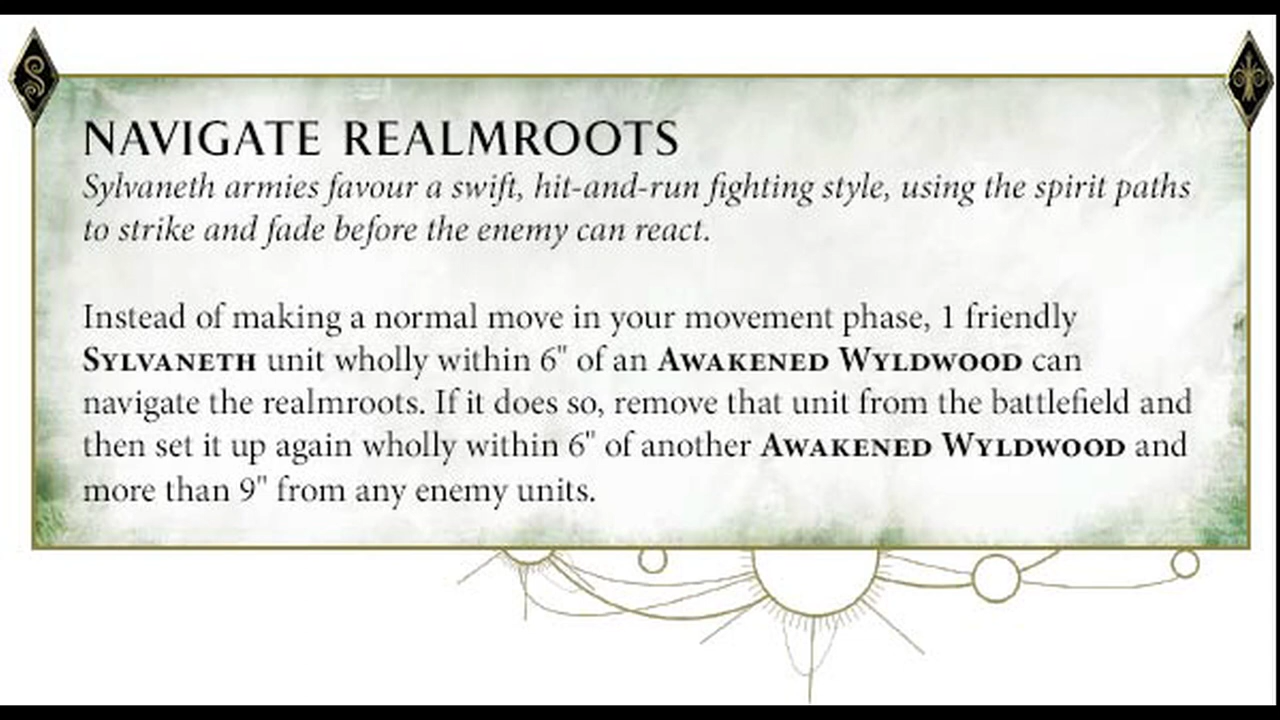 NAVIGATE REALMROOTS
Sylvaneth armies favour a swift, hit-and-run fighting style, using the spirit paths
to strike and fade before the enemy can react.
Instead of making a normal move in your movement phase, 1 friendly
SYLVANETH unit wholly within 6" of an AWAKENED WYLDWOOD can
navigate the realmroots. If it does so, remove that unit from the battlefield and
then set it up again wholly within 6" of another AWAKENED WYLDWOOD and
more than 9" from any enemy units.